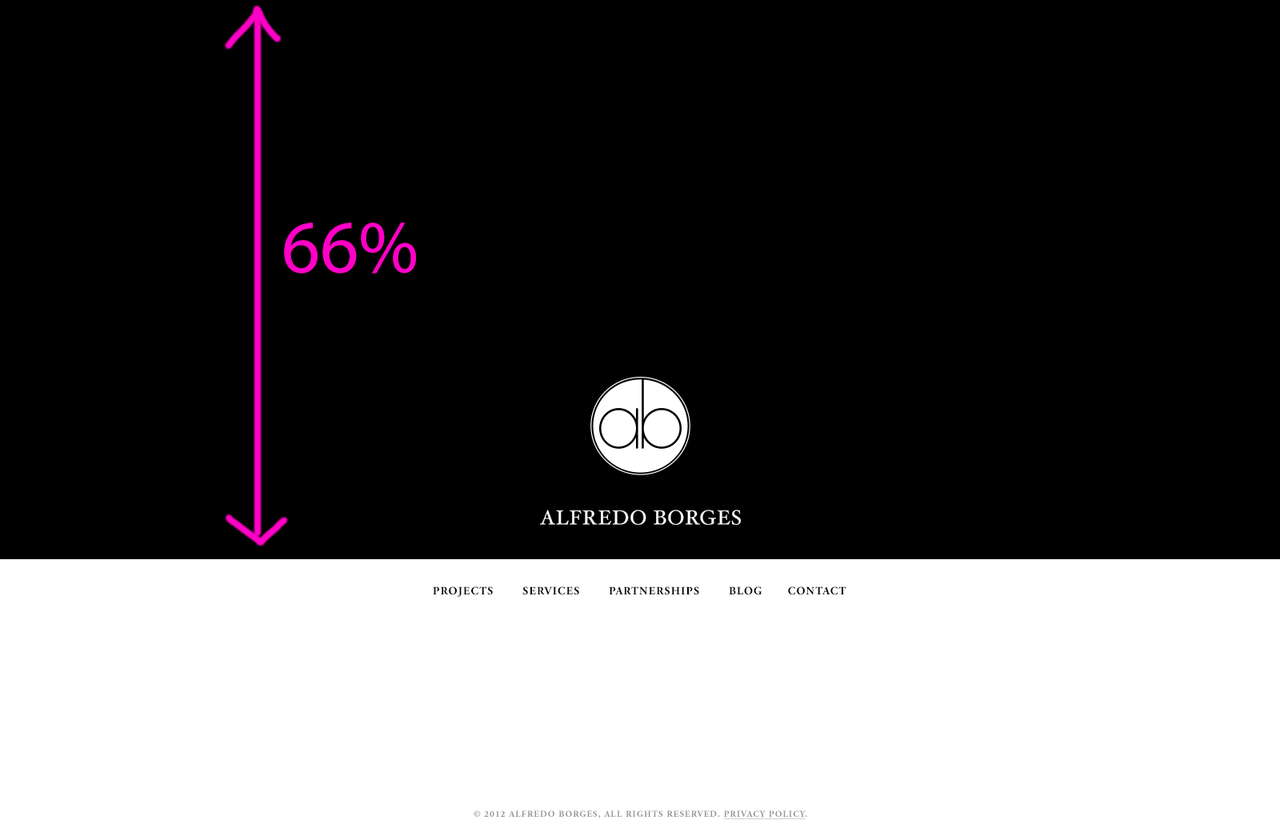 66%
ab
ALFREDO BORGES
PROJECTS SERVICES PARTNERSHIPS BLOG CONTACT
© 2012 ALFREDO BORGES, ALL RIGHTS RESERVED. PRIVACY POLICY.